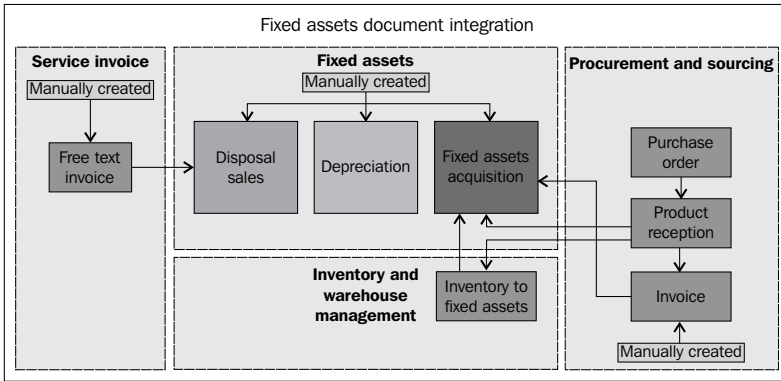 Fixed assets document integration
Service invoice
Manually created
Free text
invoice
Fixed assets
Manually created
Disposal
sales
Depreciation
Fixed assets
acquisition
Inventory and
warehouse
management
Inventory to
fixed assets
Procurement and sourcing
Purchase
order
Product
reception
Invoice
Manually created